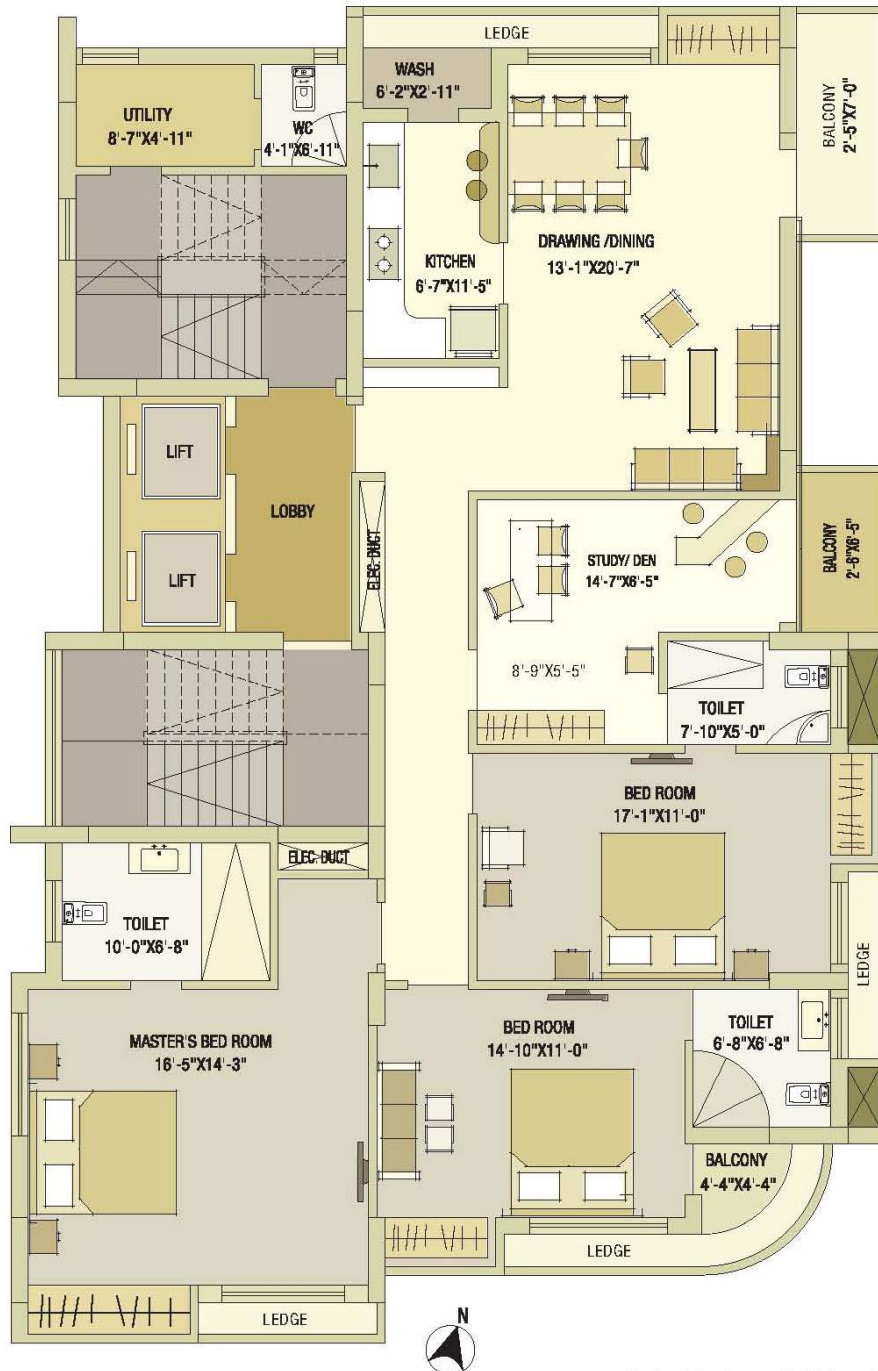 LEDGE
WASH
6'-2"X2'-11"
UTILITY
8'-7"X4'-11"
WC
4'-1"X6'-11"
BALCONY
2'-5"X7'-0"
DRAWING /DINING
13'-1"X20'-7"
KITCHEN
6'-7"X11'-5"
LIFT
LOBBY
LIFT
ELEC. DUCT
STUDY/ DEN
14'-7"X6'-5"
BALCONY
2'-6"X6'-5"
8'-9"X5'-5"
TOILET
7'-10"X5'-0"
BED ROOM
17'-1"X11'-0"
ELEC. DUCT
TOILET
10'-0"X6'-8"
LEDGE
MASTER'S BED ROOM
16'-5"X14'-3"
BED ROOM
14'-10"X11'-0"
TOILET
6'-8"X6'-8"
BALCONY
4'-4"X4'-4"
LEDGE
LEDGE
N